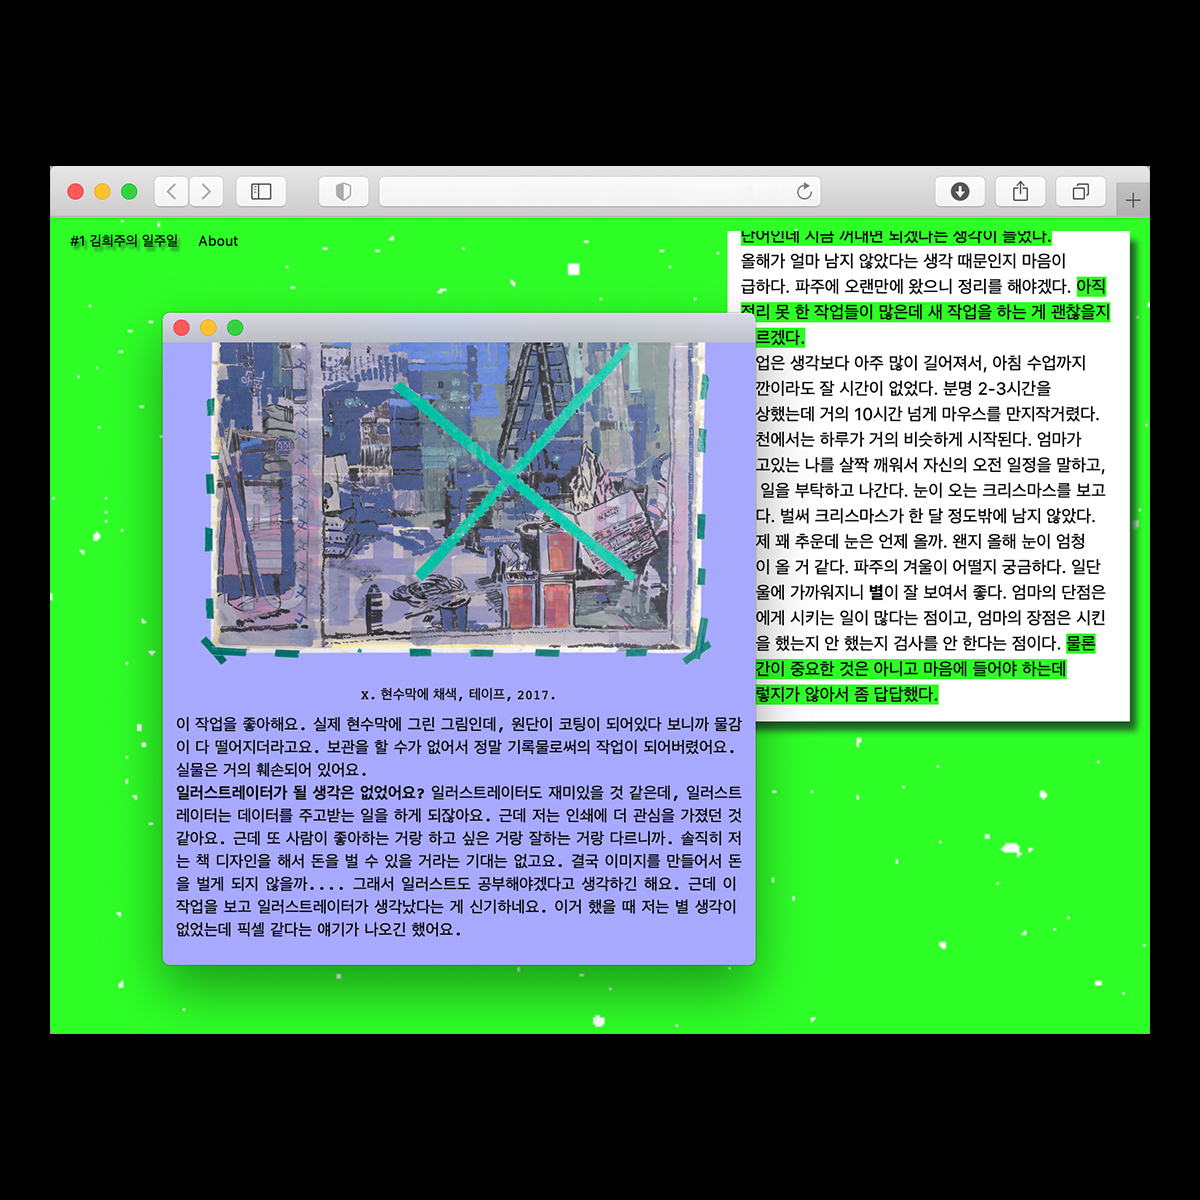 #1 김희주의 일주일
About
단어인데 지금 꺼내면 되겠다는 생각이 들었다.
올해가 얼마 남지 않았다는 생각 때문인지 마음이
급하다. 파주에 오랜만에 왔으니 정리를 해야겠다. 아직
정리 못 한 작업들이 많은데 새 작업을 하는 게 괜찮을지
르겠다.
업은 생각보다 아주 많이 길어져서, 아침 수업까지
깐이라도 잘 시간이 없었다. 분명 2-3시간을
상했는데 거의 10시간 넘게 마우스를 만지작거렸다.
천에서는 하루가 거의 비슷하게 시작된다. 엄마가
고있는 나를 살짝 깨워서 자신의 오전 일정을 말하고,
일을 부탁하고 나간다. 눈이 오는 크리스마스를 보고
다. 벌써 크리스마스가 한 달 정도밖에 남지 않았다.
제 꽤 추운데 눈은 언제 올까. 왠지 올해 눈이 엄청
이 올 거 같다. 파주의 겨울이 어떨지 궁금하다. 일단
울에 가까워지니 별이 잘 보여서 좋다. 엄마의 단점은
에게 시키는 일이 많다는 점이고, 엄마의 장점은 시킨
을 했는지 안 했는지 검사를 안 한다는 점이다. 물론
간이 중요한 것은 아니고 마음에 들어야 하는데
렇지가 않아서 좀 답답했다.
X. 현수막에 채색, 테이프, 2017.
이 작업을 좋아해요. 실제 현수막에 그린 그림인데, 원단이 코팅이 되어있다 보니까 물감
이 다 떨어지더라고요. 보관을 할 수가 없어서 정말 기록물로써의 작업이 되어버렸어요.
실물은 거의 훼손되어 있어요.
일러스트레이터가 될 생각은 없었어요? 일러스트레이터도 재미있을 것 같은데, 일러스트
레이터는 데이터를 주고받는 일을 하게 되잖아요. 근데 저는 인쇄에 더 관심을 가졌던 것
같아요. 근데 또 사람이 좋아하는 거랑 하고 싶은 거랑 잘하는 거랑 다르니까. 솔직히 저
는 책 디자인을 해서 돈을 벌 수 있을 거라는 기대는 없고요. 결국 이미지를 만들어서 돈
을 벌게 되지 않을까.... 그래서 일러스트도 공부해야겠다고 생각하긴 해요. 근데 이
작업을 보고 일러스트레이터가 생각났다는 게 신기하네요. 이거 했을 때 저는 별 생각이
없었는데 픽셀 같다는 얘기가 나오긴 했어요.